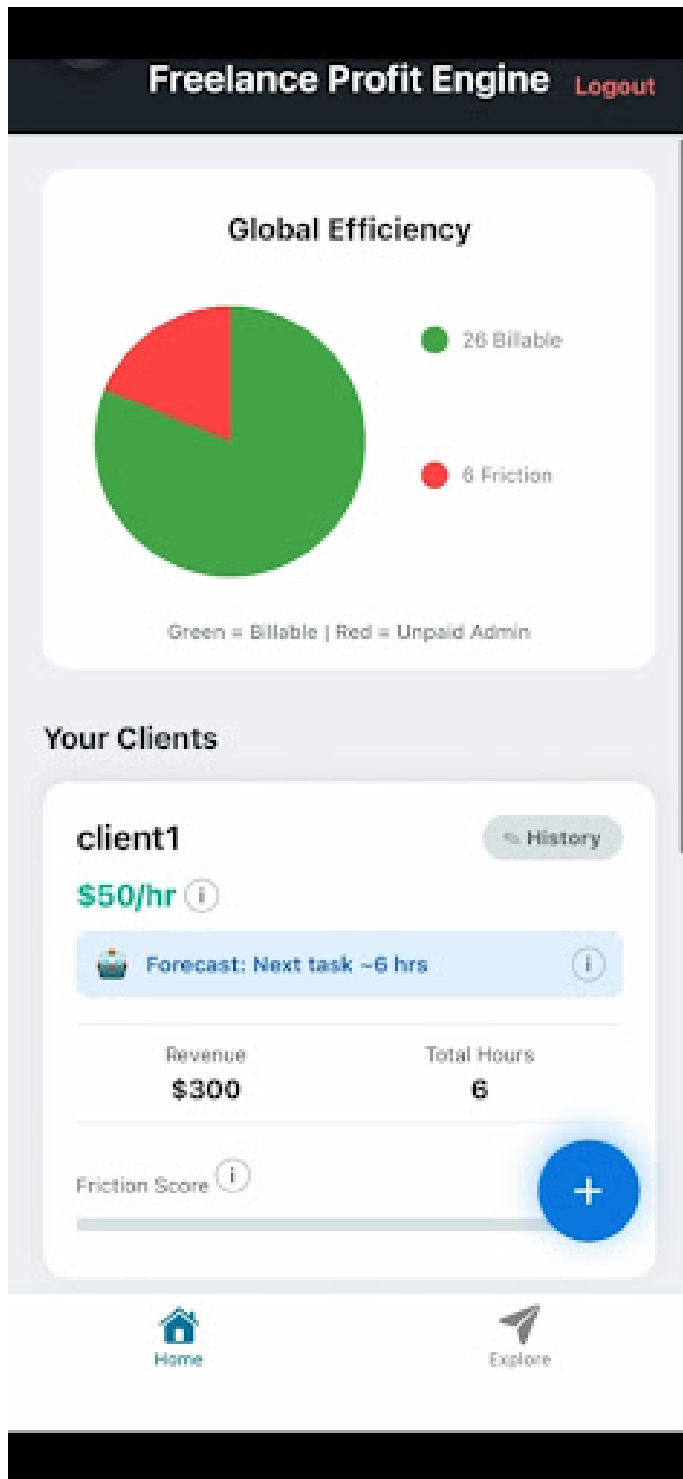 Freelance Profit Engine Logout
Global Efficiency
26 Billable
6 Friction
Green = Billable | Red = Unpaid Admin
Your Clients
client1
History
$50/hr i
Forecast: Next task ~6 hrs i
Revenue Total Hours
$300 6
Friction Score i
+
Home Explore